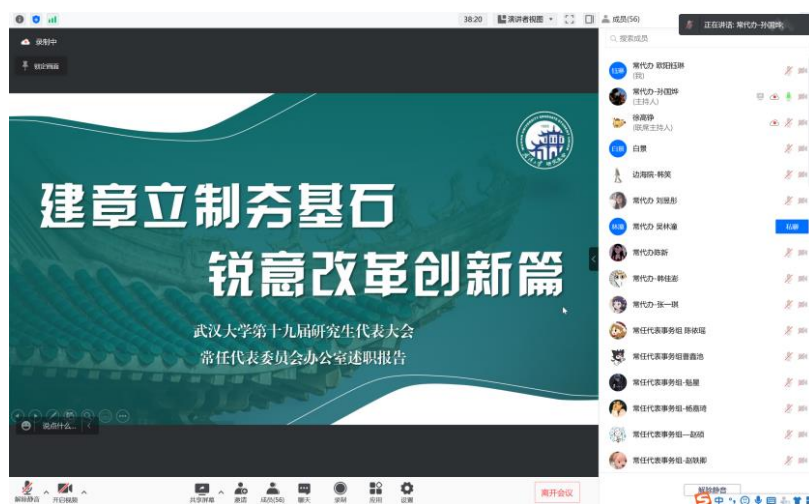 38:20
演讲者视图
成员(56)
正在讲话: 常代办-孙国烨
录制中
锁定画面
搜索成员
建章立制夯基石
锐意改革创新篇
武汉大学第十九届研究生代表大会
常任代表委员会办公室述职报告
说点什么...
常代办 欧阳钰琳
(我)
常代办-孙国烨
(主持人)
徐高铮
(联席主持人)
白景
白景
边海院-韩笑
常代办 刘昱彤
林潼
常代办 吴林潼
私聊
常代办陈新
常代办-韩佳澎
常代办-张一琪
常任代表事务组 陈依瑶
常任代表事务组-魁星
常任代表事务组-杨嘉琦
常任代表事务组—赵硕
常任代表事务组-赵轶卿
解除静音
开启视频
共享屏幕
邀请
成员(56)
聊天
录制
应用
设置
离开会议
解除静音
中